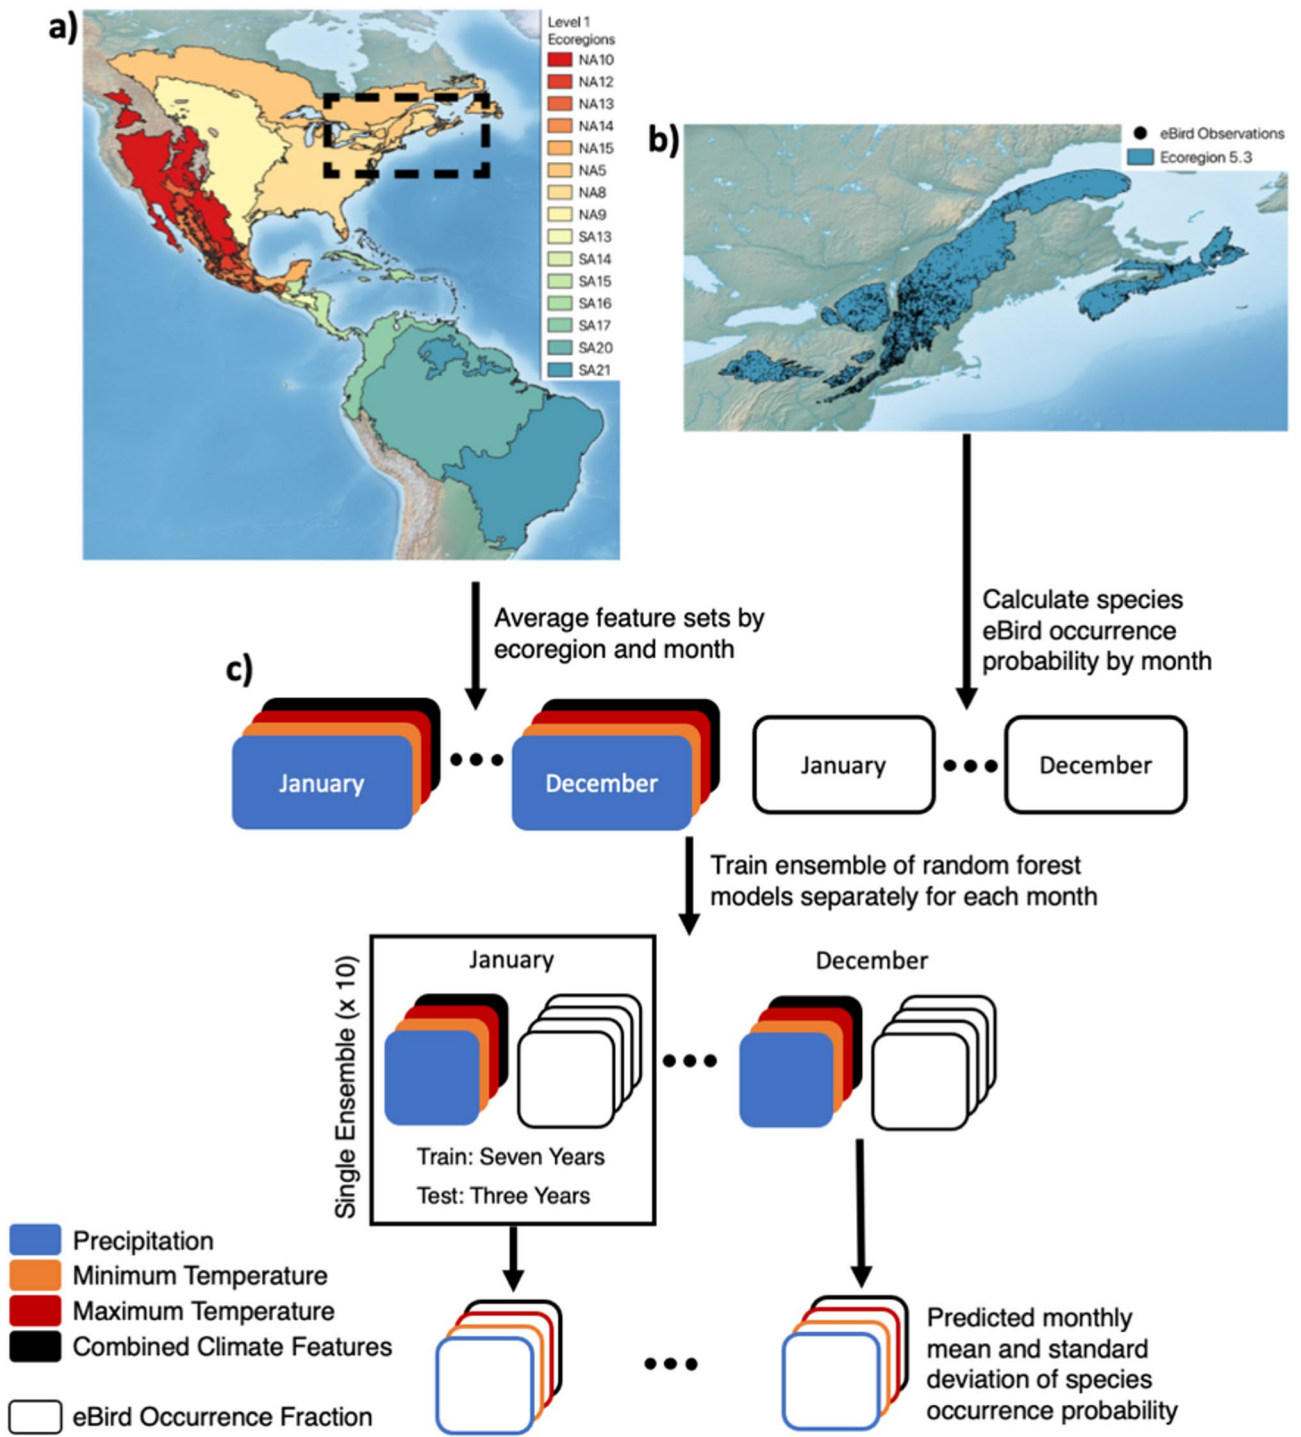 a)
Level 1
Ecoregions
NA10
NA12
NA13
NA14
NA15
NA5
NA8
NA9
SA13
SA14
SA15
SA16
SA17
SA20
SA21
b)
eBird Observations
Ecoregion 5.3
Average feature sets by
ecoregion and month
Calculate species
eBird occurrence
probability by month
c)
January
December
January
December
Train ensemble of random forest
models separately for each month
Single Ensemble (x 10)
January
December
Train: Seven Years
Test: Three Years
Precipitation
Minimum Temperature
Maximum Temperature
Combined Climate Features
eBird Occurrence Fraction
Predicted monthly
mean and standard
deviation of species
occurrence probability